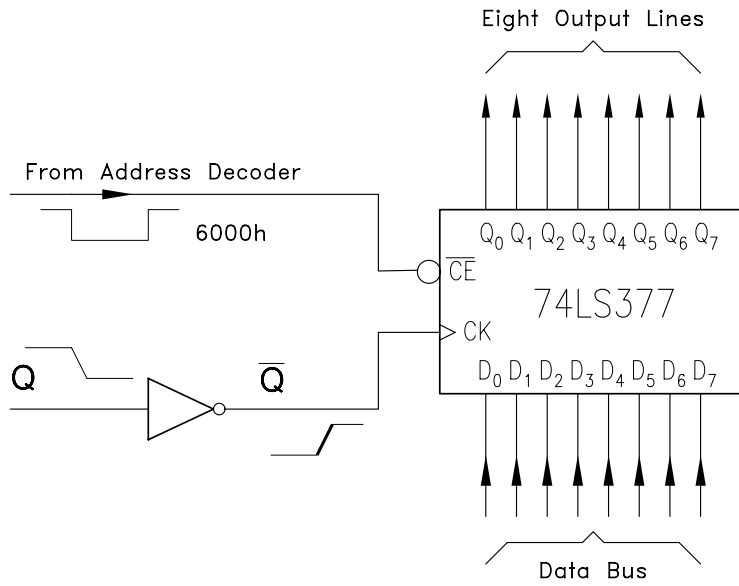 Eight Output Lines
From Address Decoder
6000h
Q₀ Q₁ Q₂ Q₃ Q₄ Q₅ Q₆ Q₇
C̅E̅
74LS377
CK
Q
Q̅
D₀ D₁ D₂ D₃ D₄ D₅ D₆ D₇
Data Bus